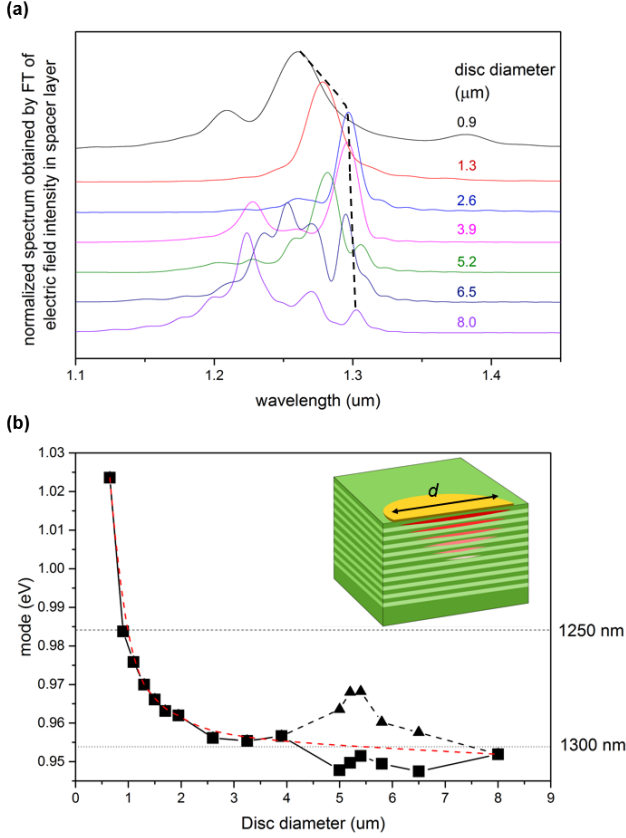 (a)
normalized spectrum obtained by FT of
electric field intensity in spacer layer
disc diameter
(μm)
0.9
1.3
2.6
3.9
5.2
6.5
8.0
1.1
1.2
1.3
1.4
wavelength (um)
(b)
1.03
1.02
1.01
1.00
0.99
0.98
0.97
0.96
0.95
mode (eV)
d
1250 nm
1300 nm
0
1
2
3
4
5
6
7
8
9
Disc diameter (um)